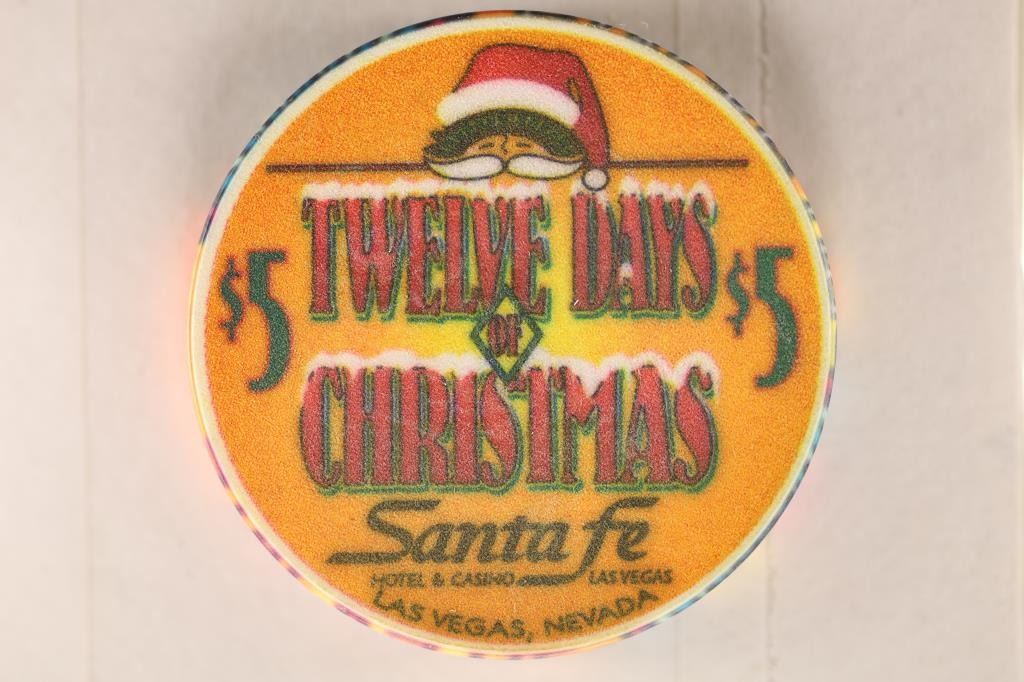 TWELVE DAYS
$5 $5
OF
CHRISTMAS
Santa fe
HOTEL & CASINO LAS VEGAS
LAS VEGAS, NEVADA